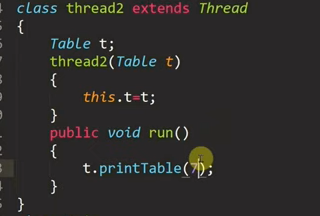 class thread2 extends Thread
{
Table t;
thread2(Table t)
{
this.t=t;
}
public void run()
{
t.printTable(7);
}
}